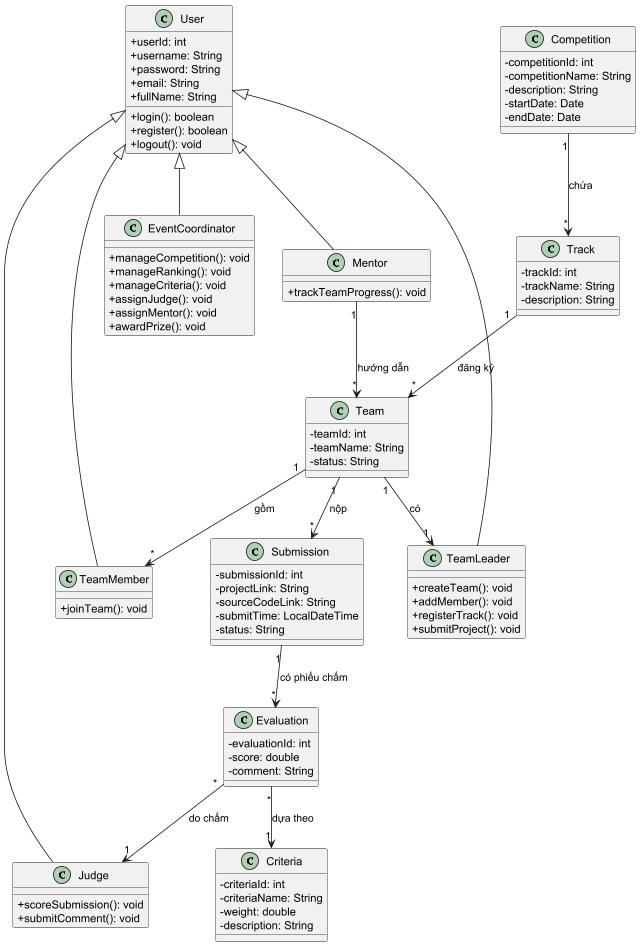 C User
+userId: int
+username: String
+password: String
+email: String
+fullName: String
+login(): boolean
+register(): boolean
+logout(): void
C Competition
-competitionId: int
-competitionName: String
-description: String
-startDate: Date
-endDate: Date
1
chứa
*
C EventCoordinator
+manageCompetition(): void
+manageRanking(): void
+manageCriteria(): void
+assignJudge(): void
+assignMentor(): void
+awardPrize(): void
C Mentor
+trackTeamProgress(): void
C Track
-trackId: int
-trackName: String
-description: String
1
hướng dẫn
*
1
đăng ký
*
C Team
-teamId: int
-teamName: String
-status: String
1
gồm
*
1
nộp
*
1
có
1
C TeamMember
+joinTeam(): void
C Submission
-submissionId: int
-projectLink: String
-sourceCodeLink: String
-submitTime: LocalDateTime
-status: String
C TeamLeader
+createTeam(): void
+addMember(): void
+registerTrack(): void
+submitProject(): void
1
có phiếu chấm
*
C Evaluation
-evaluationId: int
-score: double
-comment: String
*
do chấm
1
*
dựa theo
1
C Judge
+scoreSubmission(): void
+submitComment(): void
C Criteria
-criteriaId: int
-criteriaName: String
-weight: double
-description: String